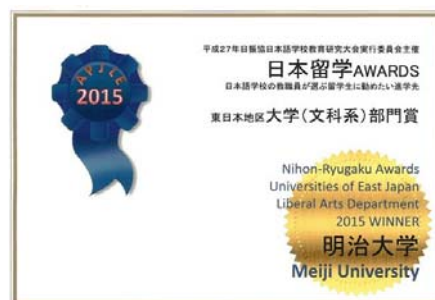 APJLE
2015
平成27年日振協日本語学校教育研究大会実行委員会主催
日本留学AWARDS
日本語学校の教職員が選ぶ留学生に勧めたい進学先
東日本地区大学(文科系)部門賞
Nihon-Ryugaku Awards
Universities of East Japan
Liberal Arts Department
2015 WINNER
明治大学
Meiji University